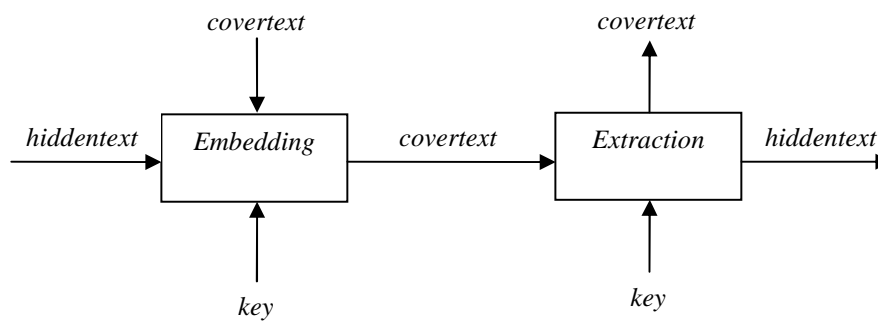 covertext
covertext
hiddentext
Embedding
covertext
Extraction
hiddentext
key
key